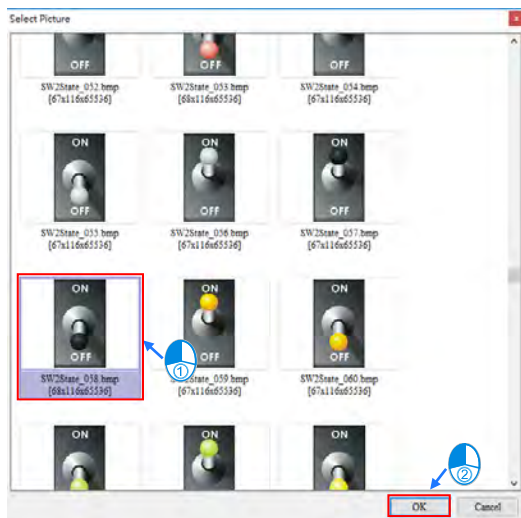 Select Picture
x
OFF
OFF
OFF
SW2State_052.bmp
[67x116x65536]
SW2State_053.bmp
[68x116x65536]
SW2State_054.bmp
[67x116x65536]
ON
OFF
ON
OFF
ON
OFF
SW2State_055.bmp
[67x116x65536]
SW2State_056.bmp
[67x116x65536]
SW2State_057.bmp
[67x116x65536]
ON
OFF
ON
OFF
ON
OFF
SW2State_058.bmp
[68x116x65536]
①
State_059.bmp
[67x116x65536]
SW2State_060.bmp
[67x116x65536]
ON
ON
ON
②
OK
Cancel